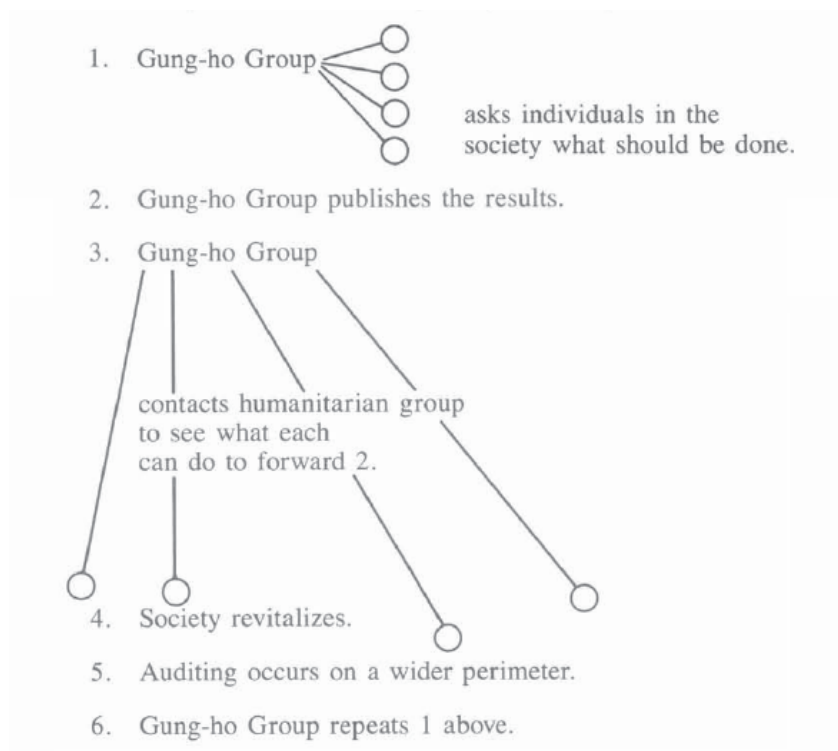 1. Gung-ho Group
asks individuals in the
society what should be done.
2. Gung-ho Group publishes the results.
3. Gung-ho Group
contacts humanitarian group
to see what each
can do to forward 2.
4. Society revitalizes.
5. Auditing occurs on a wider perimeter.
6. Gung-ho Group repeats 1 above.